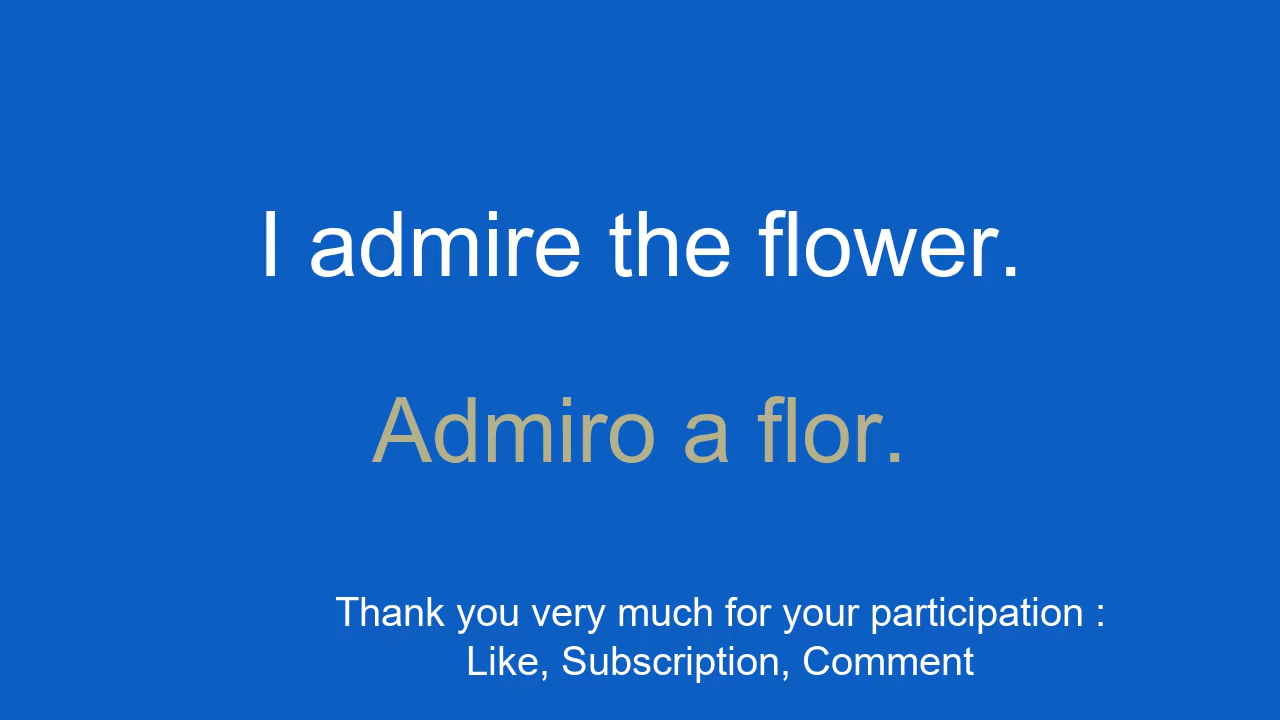 I admire the flower.
Admiro a flor.
Thank you very much for your participation :
Like, Subscription, Comment